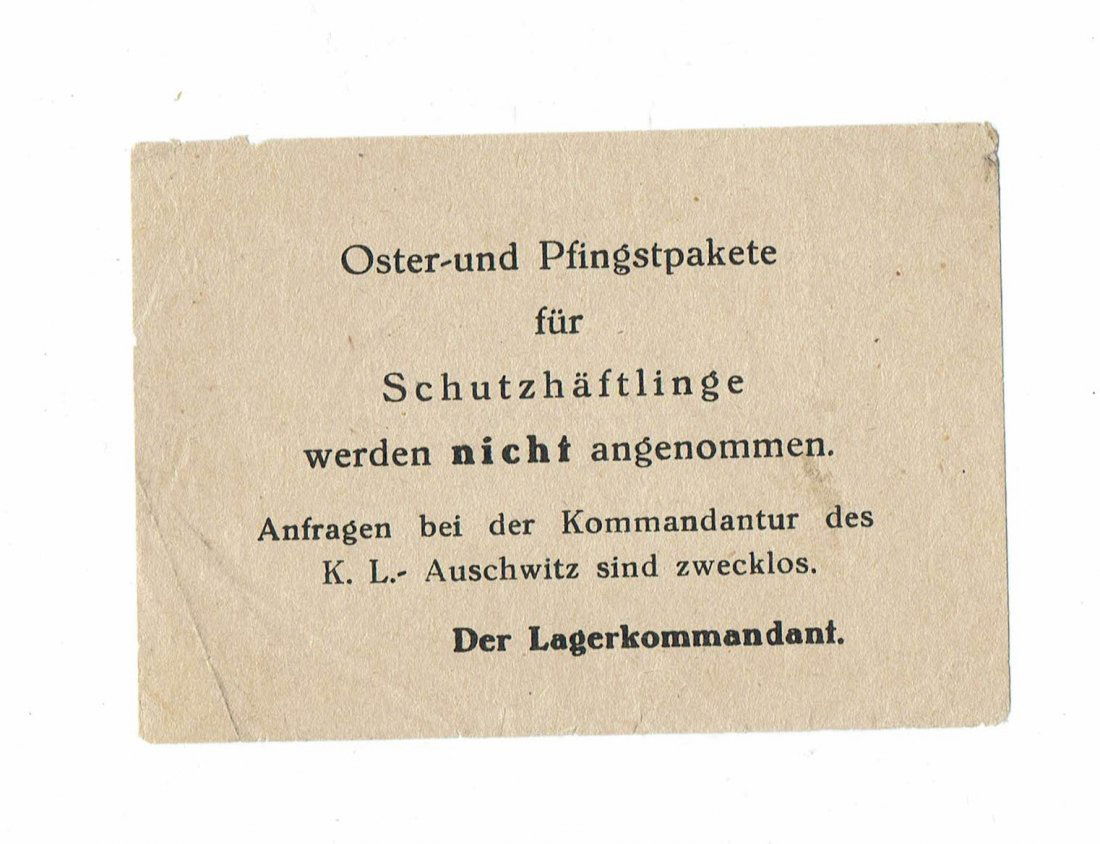 Oster-und Pfingstpakete
für
Schutzhäftlinge
werden nicht angenommen.
Anfragen bei der Kommandantur des
K. L.- Auschwitz sind zwecklos.
Der Lagerkommandant.